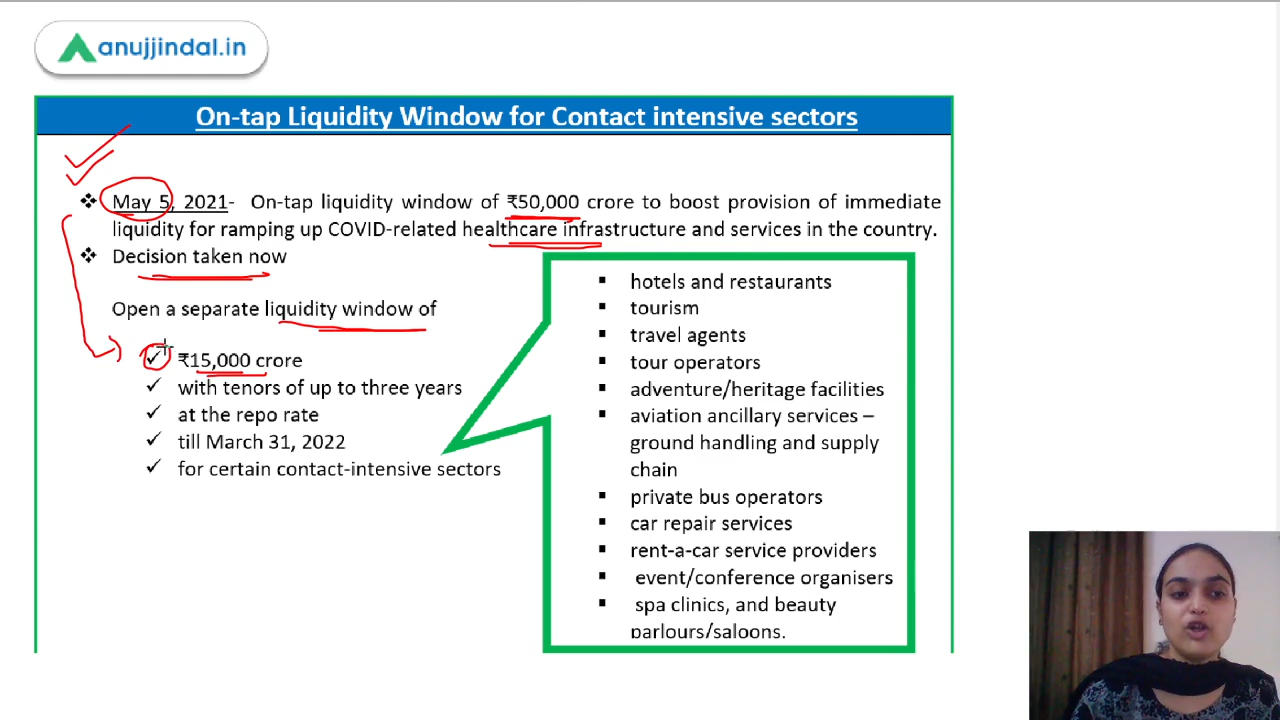 anujjindal.in
On-tap Liquidity Window for Contact intensive sectors
❖ May 5, 2021- On-tap liquidity window of ₹50,000 crore to boost provision of immediate
liquidity for ramping up COVID-related healthcare infrastructure and services in the country.
❖ Decision taken now
Open a separate liquidity window of
✓ ₹15,000 crore
✓ with tenors of up to three years
✓ at the repo rate
✓ till March 31, 2022
✓ for certain contact-intensive sectors
▪ hotels and restaurants
▪ tourism
▪ travel agents
▪ tour operators
▪ adventure/heritage facilities
▪ aviation ancillary services –
ground handling and supply
chain
▪ private bus operators
▪ car repair services
▪ rent-a-car service providers
▪ event/conference organisers
▪ spa clinics, and beauty
parlours/saloons.